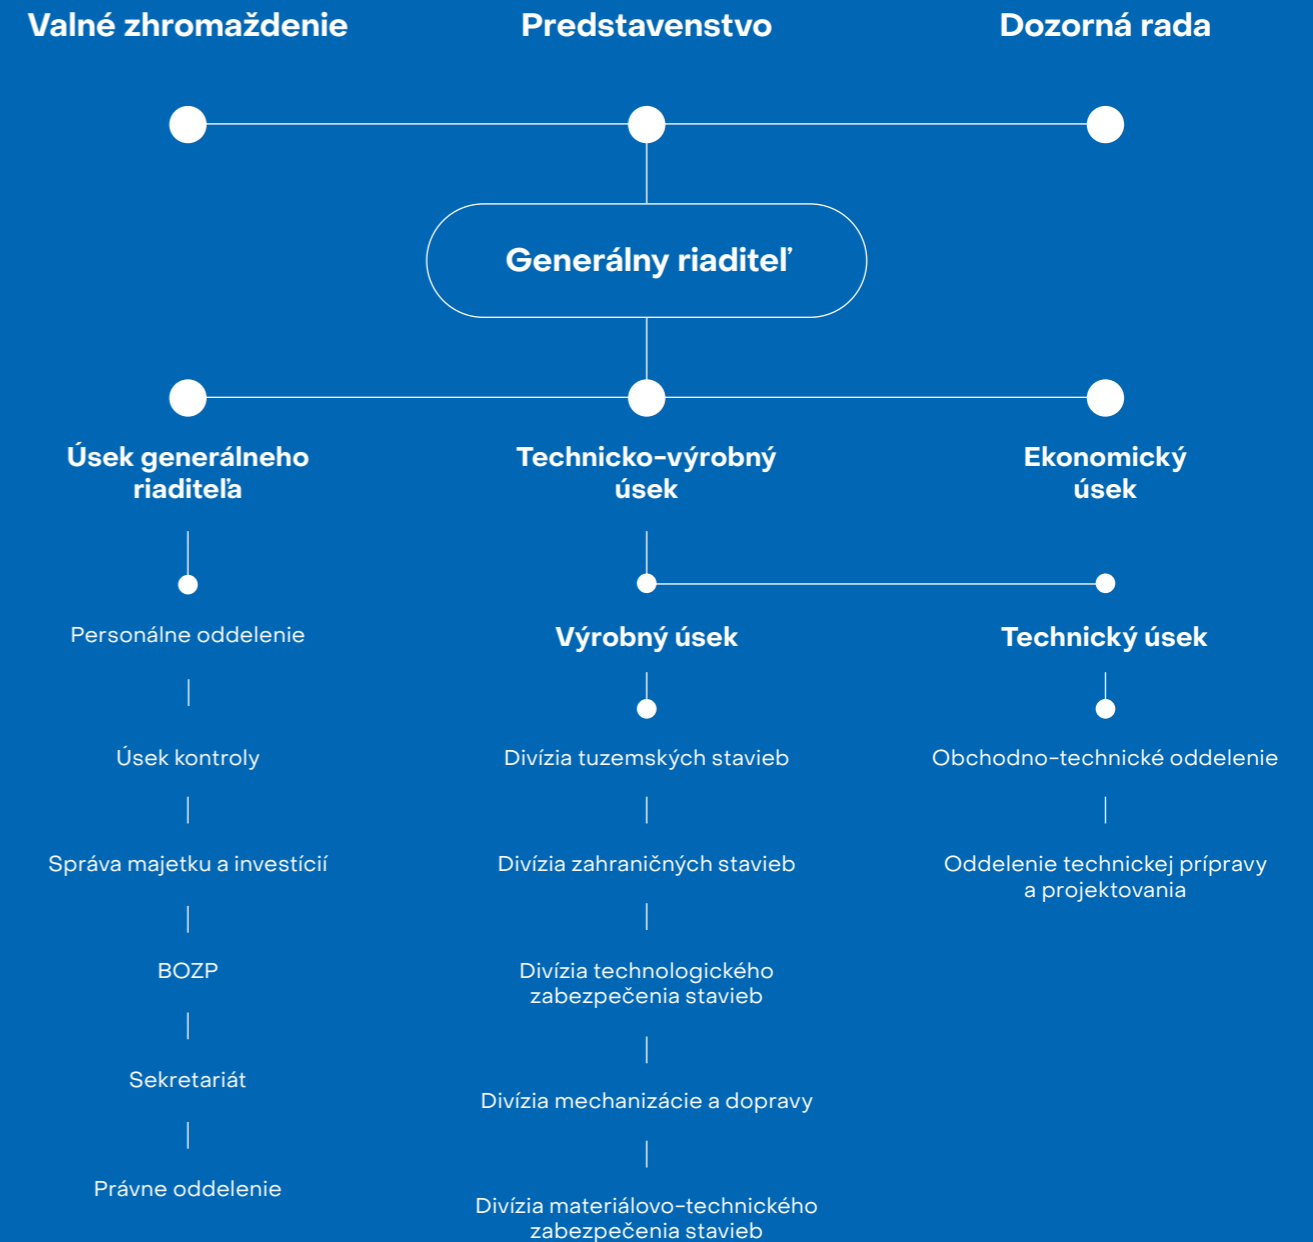 Valné zhromaždenie
Predstavenstvo
Dozorná rada
Generálny riaditeľ
Úsek generálneho
riaditeľa
Technicko-výrobný
úsek
Ekonomický
úsek
Personálne oddelenie
Výrobný úsek
Technický úsek
Úsek kontroly
Divízia tuzemských stavieb
Obchodno-technické oddelenie
Správa majetku a investícií
Divízia zahraničných stavieb
Oddelenie technickej prípravy
a projektovania
BOZP
Divízia technologického
zabezpečenia stavieb
Sekretariát
Divízia mechanizácie a dopravy
Právne oddelenie
Divízia materiálovo-technického
zabezpečenia stavieb